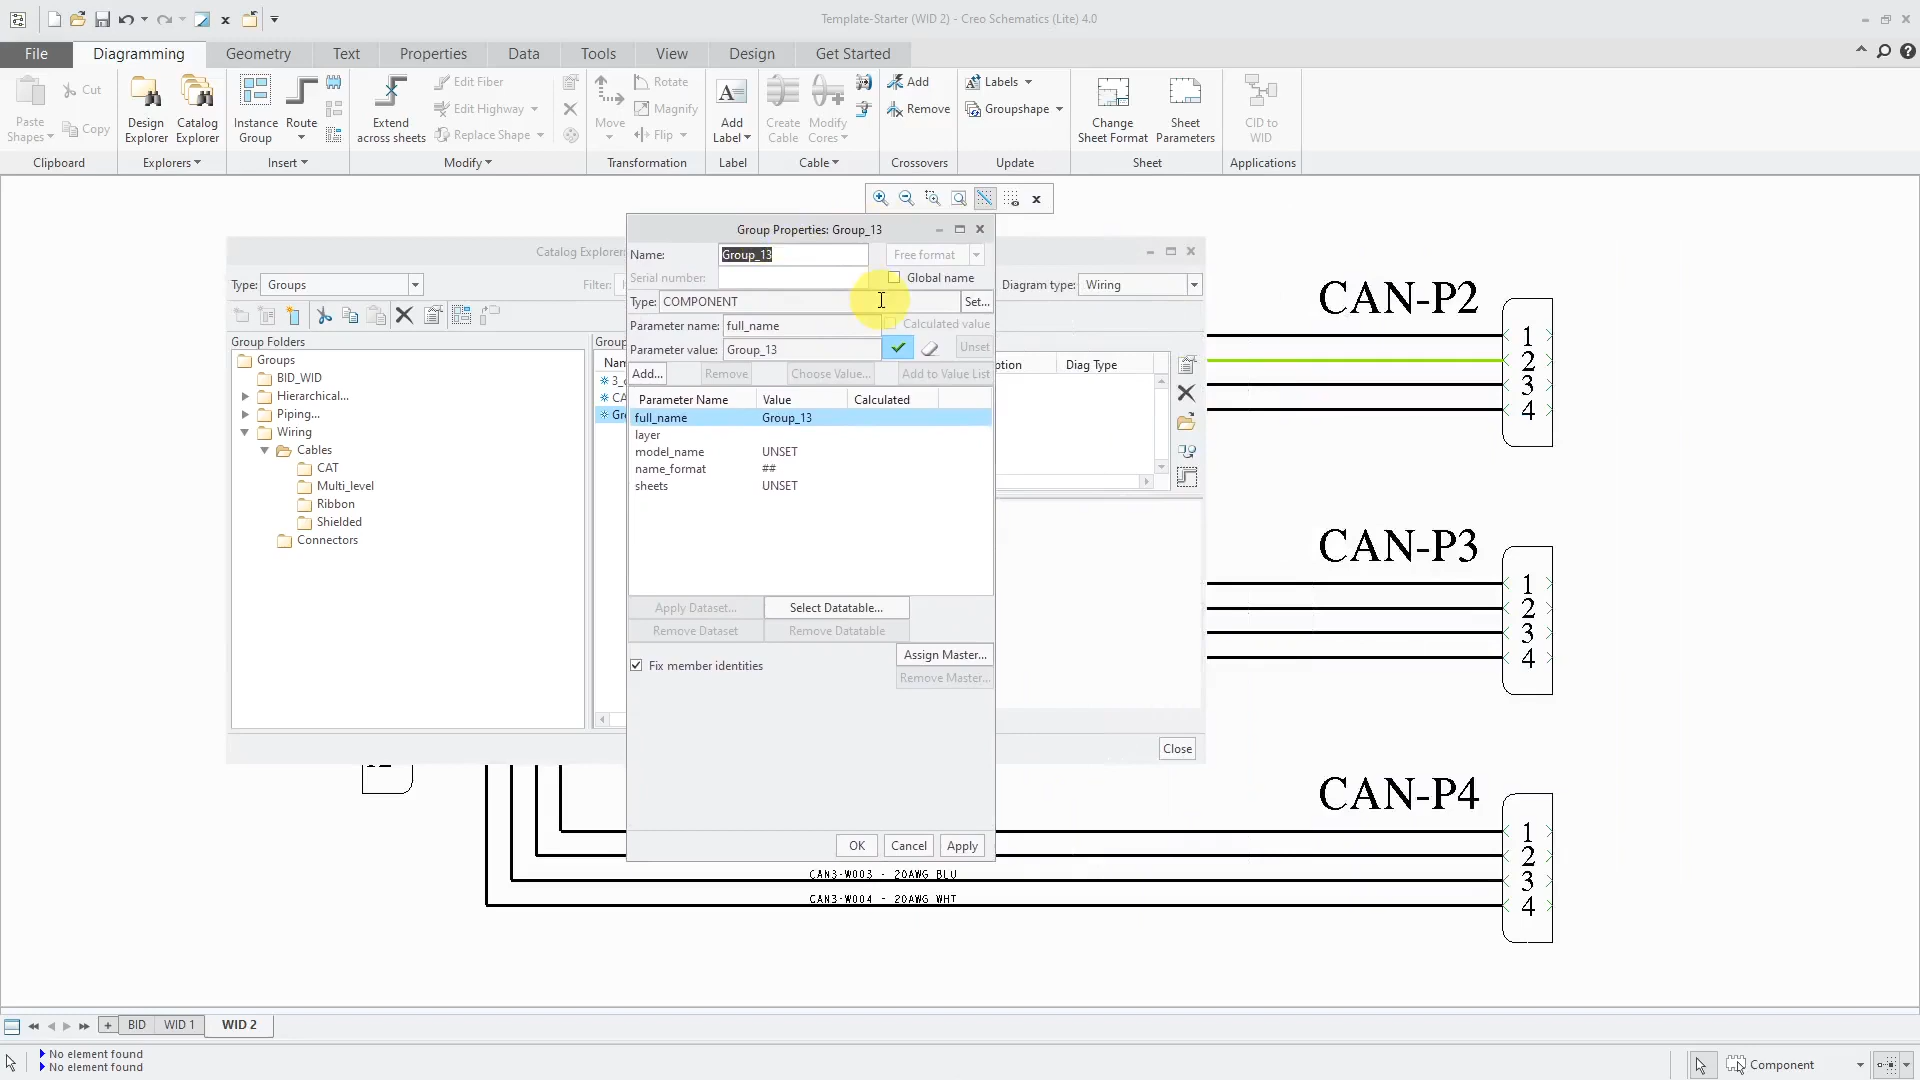 Template-Starter (WID 2) - Creo Schematics (Lite) 4.0
File Diagramming Geometry Text Properties Data Tools View Design Get Started
Paste Shapes
Cut
Copy
Clipboard
Design Explorer
Catalog Explorer
Explorers
Instance Group
Route
Insert
Extend across sheets
Edit Fiber
Edit Highway
Replace Shape
Modify
Move
Rotate
Magnify
Flip
Transformation
Add Label
Label
Create Cable
Modify Cores
Cable
Add
Remove
Crossovers
Labels
Groupshape
Update
Change Sheet Format
Sheet Parameters
Sheet
CID to WID
Applications
Catalog Explorer
Type: Groups
Filter:
Diagram type: Wiring
Group Folders
Groups
BID_WID
Hierarchical...
Piping...
Wiring
Cables
CAT
Multi_level
Ribbon
Shielded
Connectors
Group
Diag Type
Close
Group Properties: Group_13
Name: Group_13 Free format
Serial number: Global name
Type: COMPONENT Set...
Parameter name: full_name Calculated value
Parameter value: Group_13 Unset
Add... Remove Choose Value... Add to Value List
Parameter Name Value Calculated
full_name Group_13
layer
model_name UNSET
name_format ##
sheets UNSET
Apply Dataset... Select Datatable...
Remove Dataset Remove Datatable
Assign Master...
Fix member identities
Remove Master...
OK Cancel Apply
CAN-P2
1
2
3
4
CAN-P3
1
2
3
4
CAN-P4
1
2
3
4
CAN3-W003 - 20AWG BLU
CAN3-W004 - 20AWG WHT
BID WID 1 WID 2
No element found
No element found
Component